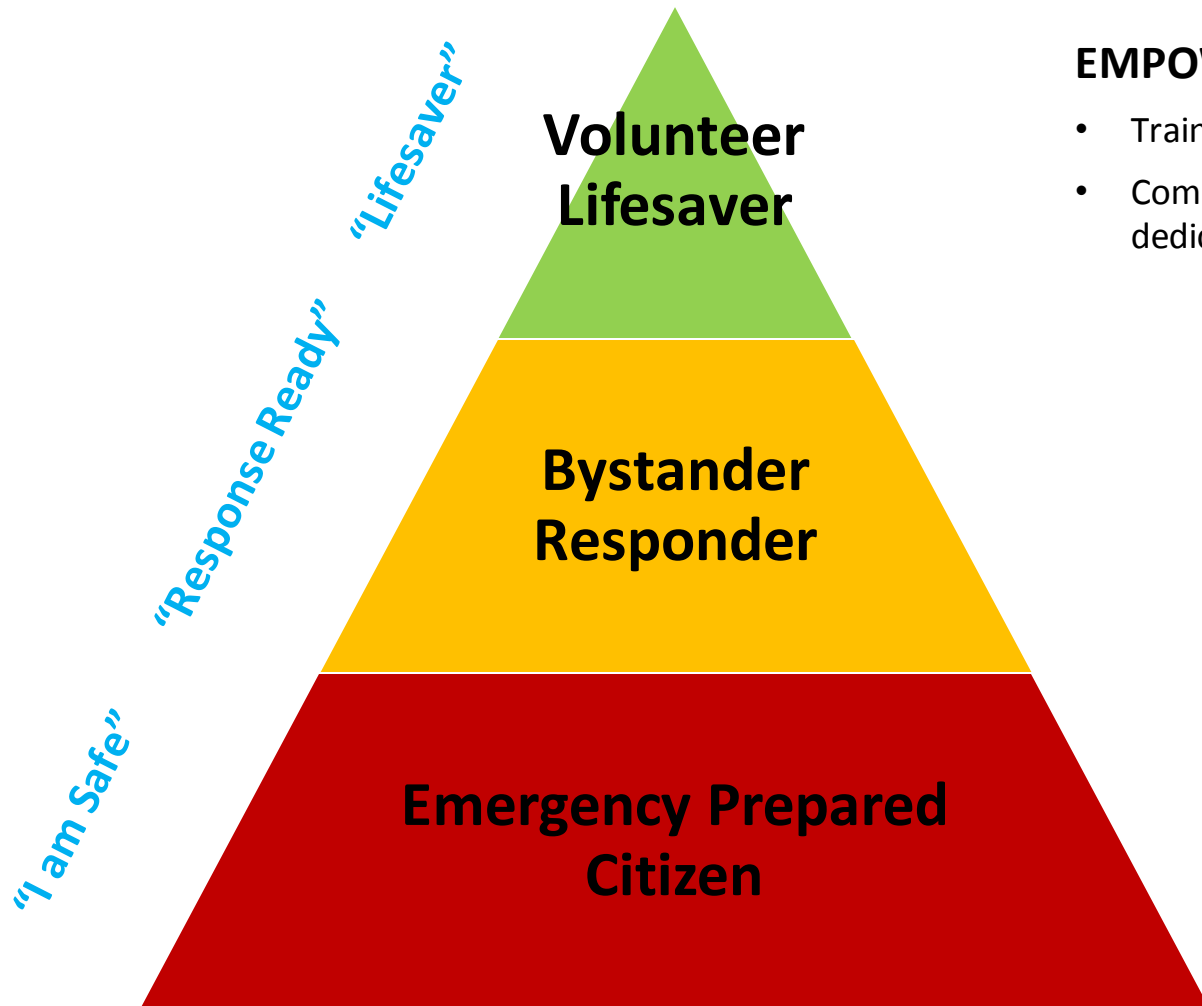 “Lifesaver”
Volunteer
Lifesaver
“Response Ready”
Bystander
Responder
“I am Safe”
Emergency Prepared
Citizen